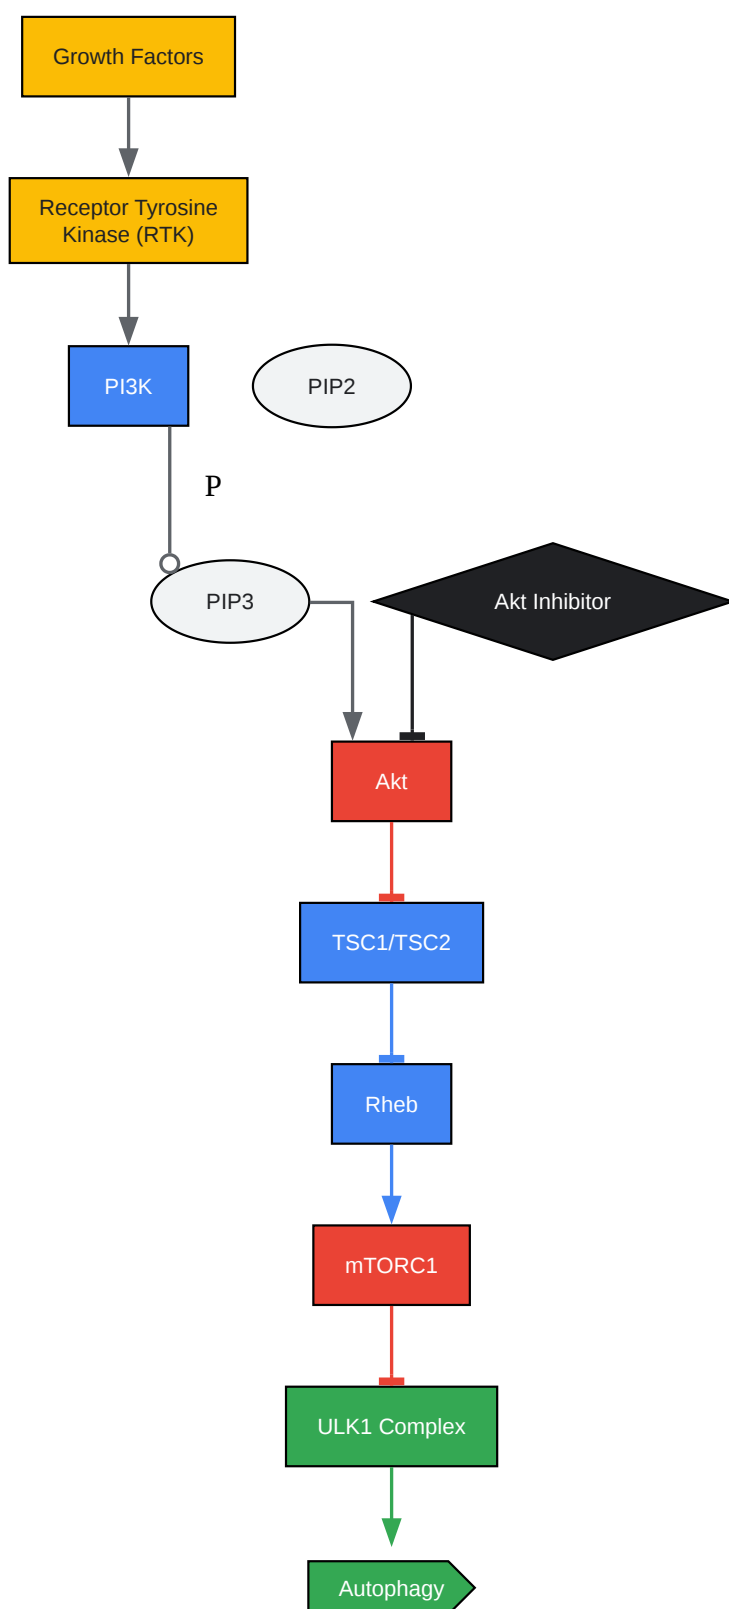 Growth Factors
Receptor Tyrosine
Kinase (RTK)
PI3K
PIP2
P
PIP3
Akt Inhibitor
Akt
TSC1/TSC2
Rheb
mTORC1
ULK1 Complex
Autophagy